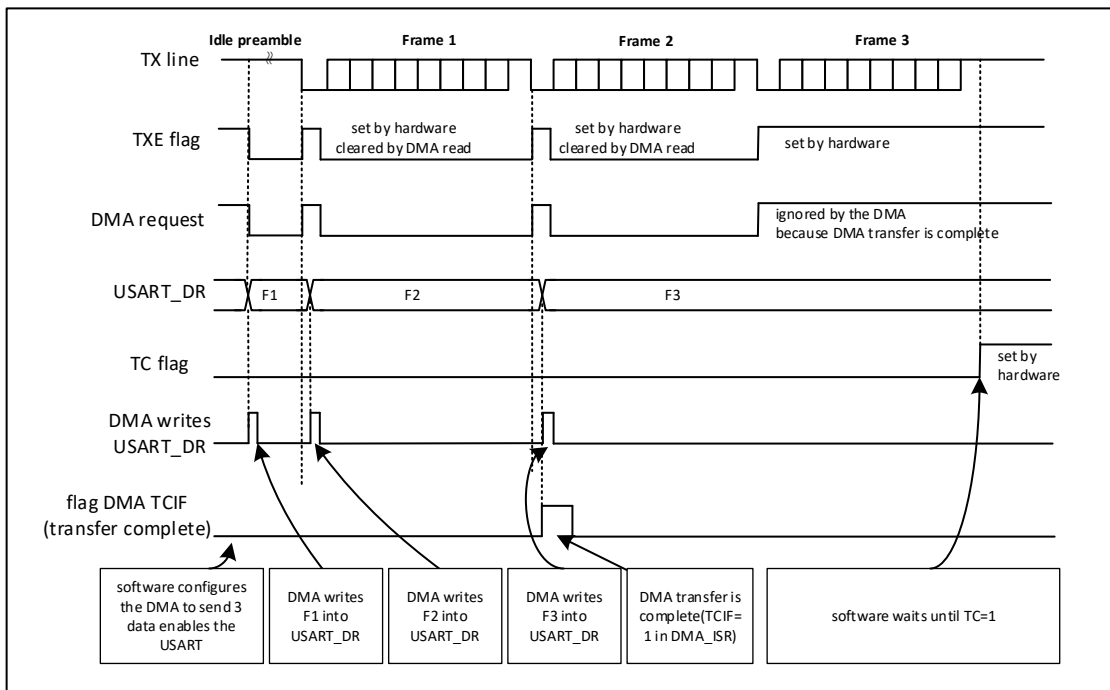 Idle preamble
Frame 1
Frame 2
Frame 3
TX line
TXE flag
set by hardware
cleared by DMA read
set by hardware
cleared by DMA read
set by hardware
DMA request
ignored by the DMA
because DMA transfer is complete
USART_DR
F1
F2
F3
TC flag
set by
hardware
DMA writes
USART_DR
flag DMA TCIF
(transfer complete)
software configures
the DMA to send 3
data enables the
USART
DMA writes
F1 into
USART_DR
DMA writes
F2 into
USART_DR
DMA writes
F3 into
USART_DR
DMA transfer is
complete(TCIF=
1 in DMA_ISR)
software waits until TC=1